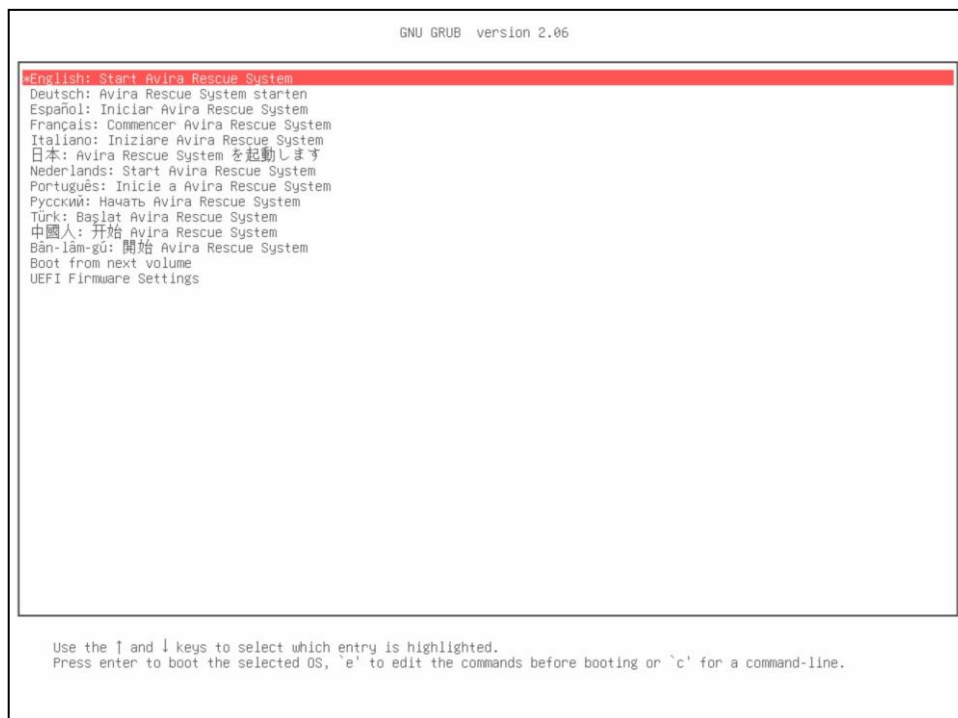 GNU GRUB  version 2.06
*English: Start Avira Rescue System
Deutsch: Avira Rescue System starten
Español: Iniciar Avira Rescue System
Français: Commencer Avira Rescue System
Italiano: Iniziare Avira Rescue System
日本: Avira Rescue System を起動します
Nederlands: Start Avira Rescue System
Português: Inicie a Avira Rescue System
Русский: Начать Avira Rescue System
Türk: Başlat Avira Rescue System
中國人: 开始 Avira Rescue System
Bân-lâm-gú: 開始 Avira Rescue System
Boot from next volume
UEFI Firmware Settings
Use the ↑ and ↓ keys to select which entry is highlighted.
Press enter to boot the selected OS, `e' to edit the commands before booting or `c' for a command-line.